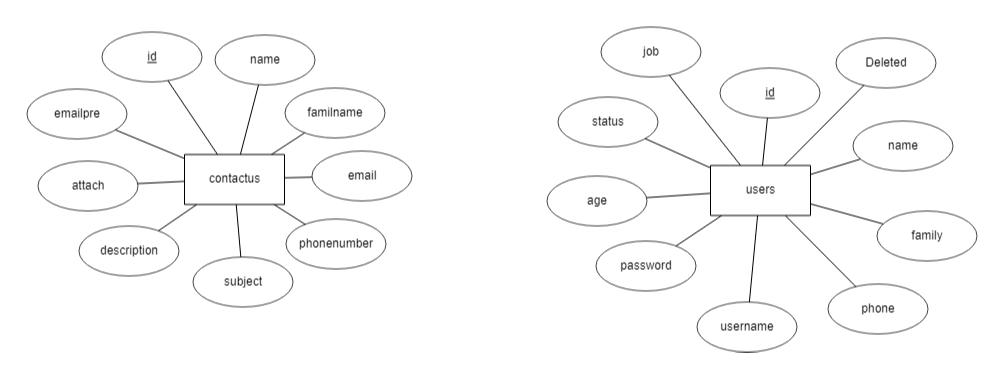 id
name
emailpre
familname
contactus
attach
email
description
phonenumber
subject
job
Deleted
id
status
name
users
age
family
password
phone
username